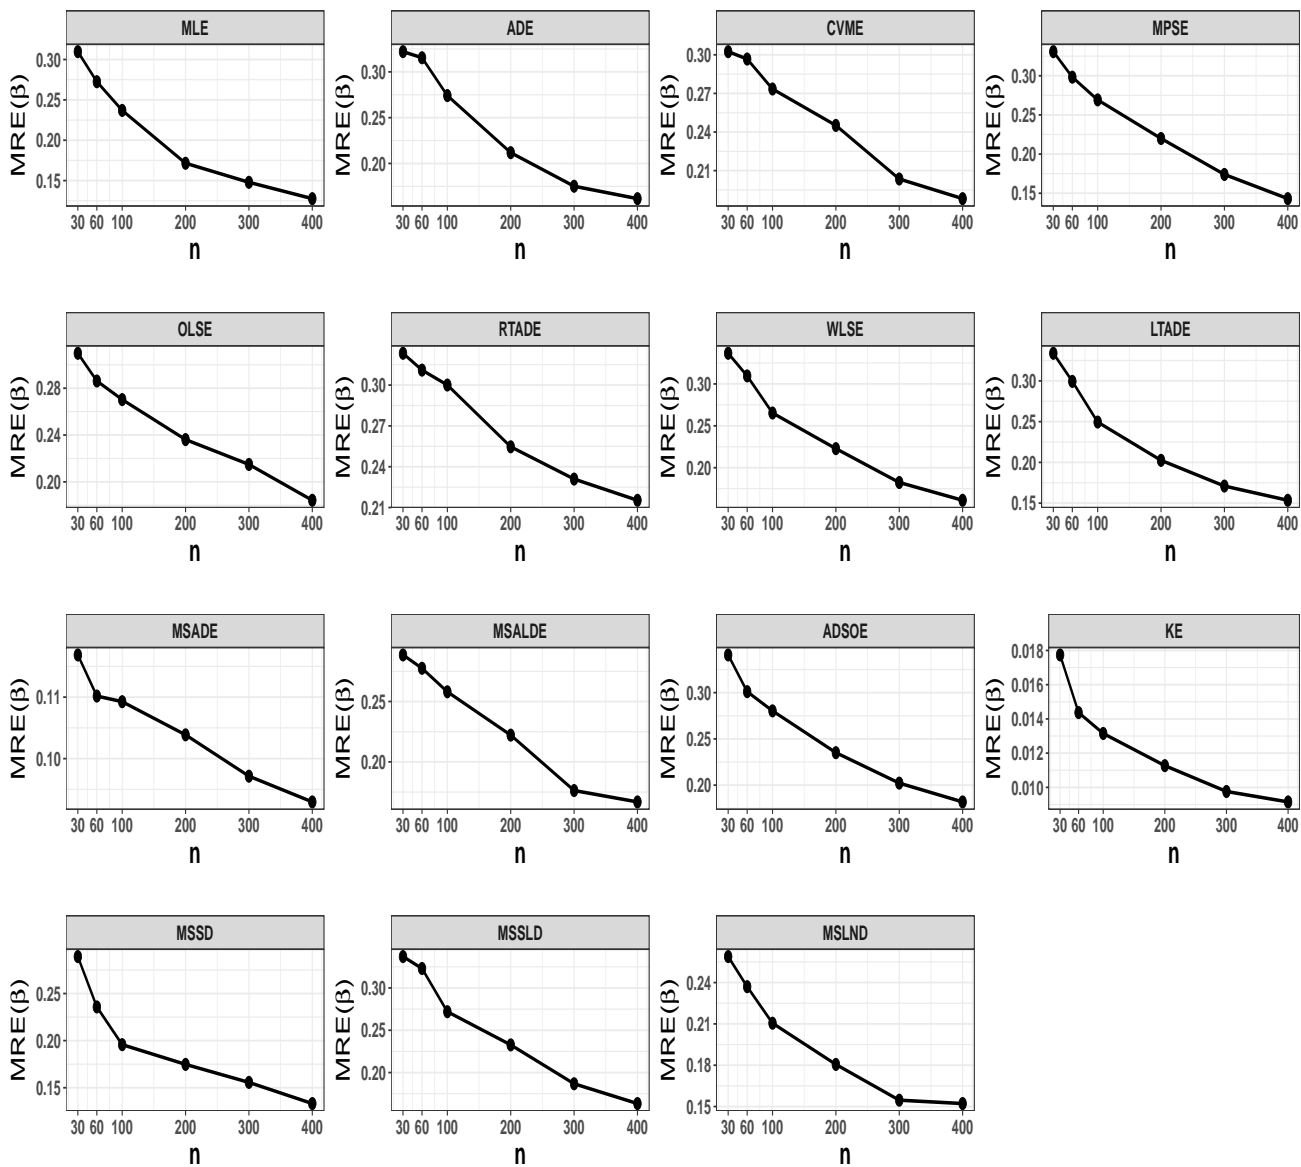 MLE ADE CVME MPSE
MRE(β) 0.30 0.25 0.20 0.15
MRE(β) 0.30 0.25 0.20
MRE(β) 0.30 0.27 0.24 0.21
MRE(β) 0.30 0.25 0.20 0.15
30 60 100 200 300 400
30 60 100 200 300 400
30 60 100 200 300 400
30 60 100 200 300 400
n n n n
OLSE RTADE WLSE LTADE
MRE(β) 0.28 0.24 0.20
MRE(β) 0.30 0.27 0.24 0.21
MRE(β) 0.30 0.25 0.20
MRE(β) 0.30 0.25 0.20 0.15
30 60 100 200 300 400
30 60 100 200 300 400
30 60 100 200 300 400
30 60 100 200 300 400
n n n n
MSADE MSALDE ADSOE KE
MRE(β) 0.11 0.10
MRE(β) 0.25 0.20
MRE(β) 0.30 0.25 0.20
MRE(β) 0.018 0.016 0.014 0.012 0.010
30 60 100 200 300 400
30 60 100 200 300 400
30 60 100 200 300 400
30 60 100 200 300 400
n n n n
MSSD MSSLD MSLND
MRE(β) 0.25 0.20 0.15
MRE(β) 0.30 0.25 0.20
MRE(β) 0.24 0.21 0.18 0.15
30 60 100 200 300 400
30 60 100 200 300 400
30 60 100 200 300 400
n n n